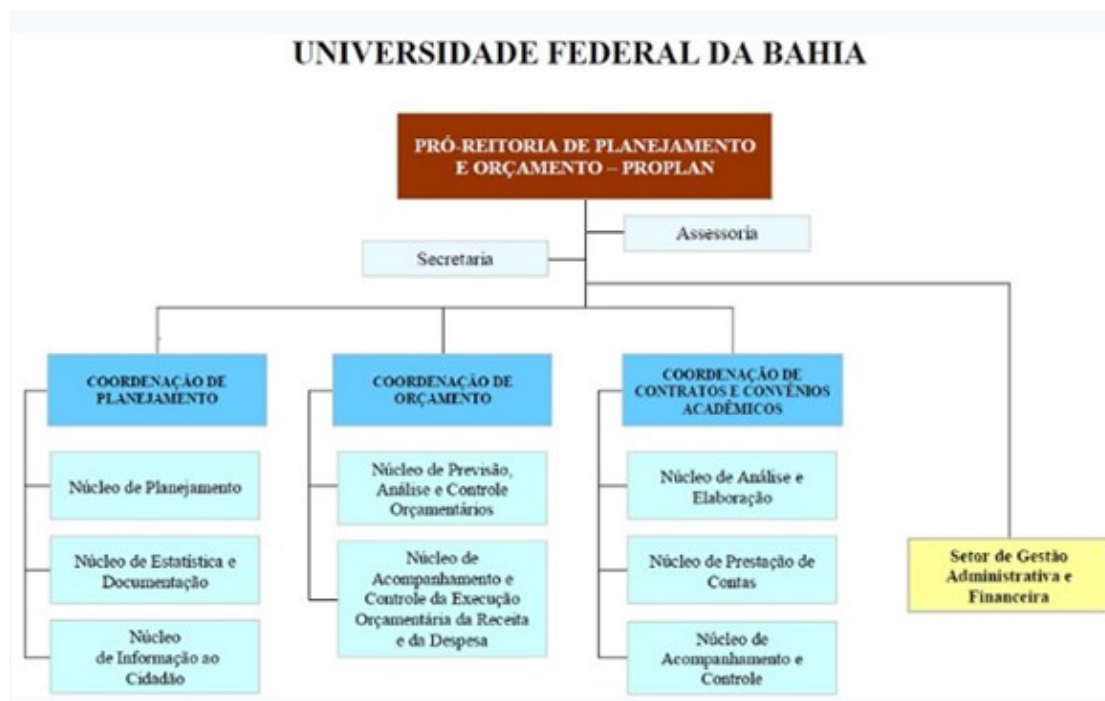 UNIVERSIDADE FEDERAL DA BAHIA
PRÓ-REITORIA DE PLANEJAMENTO
E ORÇAMENTO – PROPLAN
Assessoria
Secretaria
COORDENAÇÃO DE
PLANEJAMENTO
Núcleo de Planejamento
Núcleo de Estatística e
Documentação
Núcleo
de Informação ao
Cidadão
COORDENAÇÃO DE
ORÇAMENTO
Núcleo de Previsão,
Análise e Controle
Orçamentários
Núcleo de
Acompanhamento e
Controle da Execução
Orçamentária da Receita
e da Despesa
COORDENAÇÃO DE
CONTRATOS E CONVÊNIOS
ACADÊMICOS
Núcleo de Análise e
Elaboração
Núcleo de Prestação de
Contas
Núcleo de
Acompanhamento e
Controle
Setor de Gestão
Administrativa e
Financeira